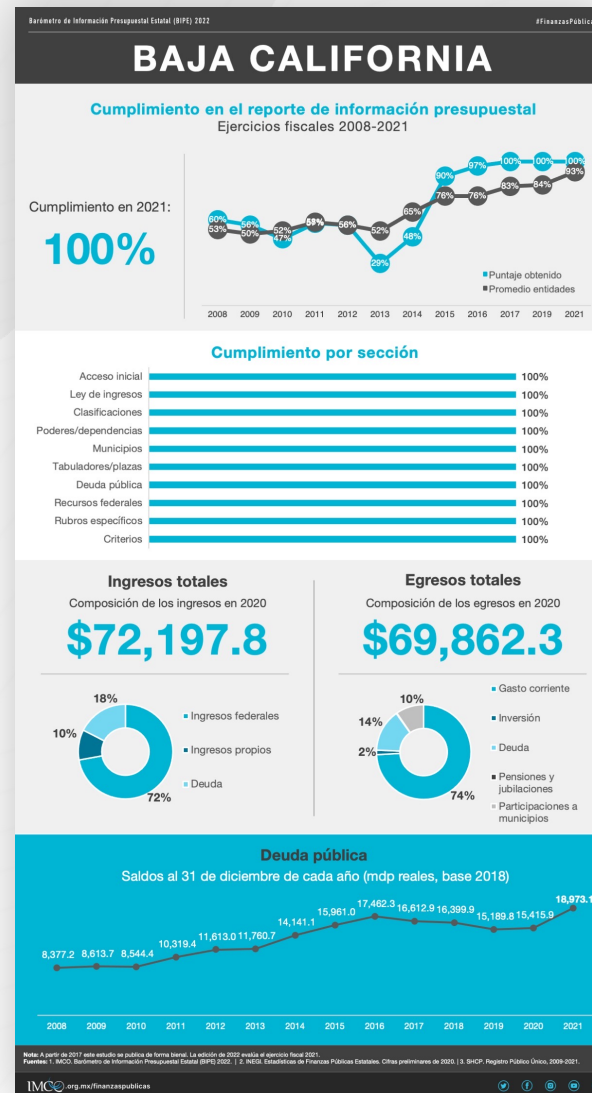 Barómetro de Información Presupuestal Estatal (BIPE) 2022
#FinanzasPública
BAJA CALIFORNIA
Cumplimiento en el reporte de información presupuestal
Ejercicios fiscales 2008-2021
Cumplimiento en 2021:
100%
60% 56% 47% 56% 29% 48% 90% 97% 100% 100% 100%
53% 50% 52% 52% 65% 76% 76% 83% 84% 93%
Puntaje obtenido
Promedio entidades
2008 2009 2010 2011 2012 2013 2014 2015 2016 2017 2019 2021
Cumplimiento por sección
Acceso inicial 100%
Ley de ingresos 100%
Clasificaciones 100%
Poderes/dependencias 100%
Municipios 100%
Tabuladores/plazas 100%
Deuda pública 100%
Recursos federales 100%
Rubros específicos 100%
Criterios 100%
Ingresos totales
Composición de los ingresos en 2020
$72,197.8
18%
10%
72%
Ingresos federales
Ingresos propios
Deuda
Egresos totales
Composición de los egresos en 2020
$69,862.3
10%
14%
2%
74%
Gasto corriente
Inversión
Deuda
Pensiones y
jubilaciones
Participaciones a
municipios
Deuda pública
Saldos al 31 de diciembre de cada año (mdp reales, base 2018)
8,377.2 8,613.7 8,544.4 10,319.4 11,613.0 11,760.7 14,141.1 15,961.0 17,462.3 16,612.9 16,399.9 15,189.8 15,415.9 18,973.1
2008 2009 2010 2011 2012 2013 2014 2015 2016 2017 2018 2019 2020 2021
Nota: A partir de 2017 este estudio se publica de forma bienal. La edición de 2022 evalúa el ejercicio fiscal 2021.
Fuentes: 1. IMCO. Barómetro de Información Presupuestal Estatal (BIPE) 2022. | 2. INEGI. Estadísticas de Finanzas Públicas Estatales. Cifras preliminares de 2020. | 3. SHCP. Registro Público Único, 2009-2021.
IMCO.org.mx/finanzaspublicas